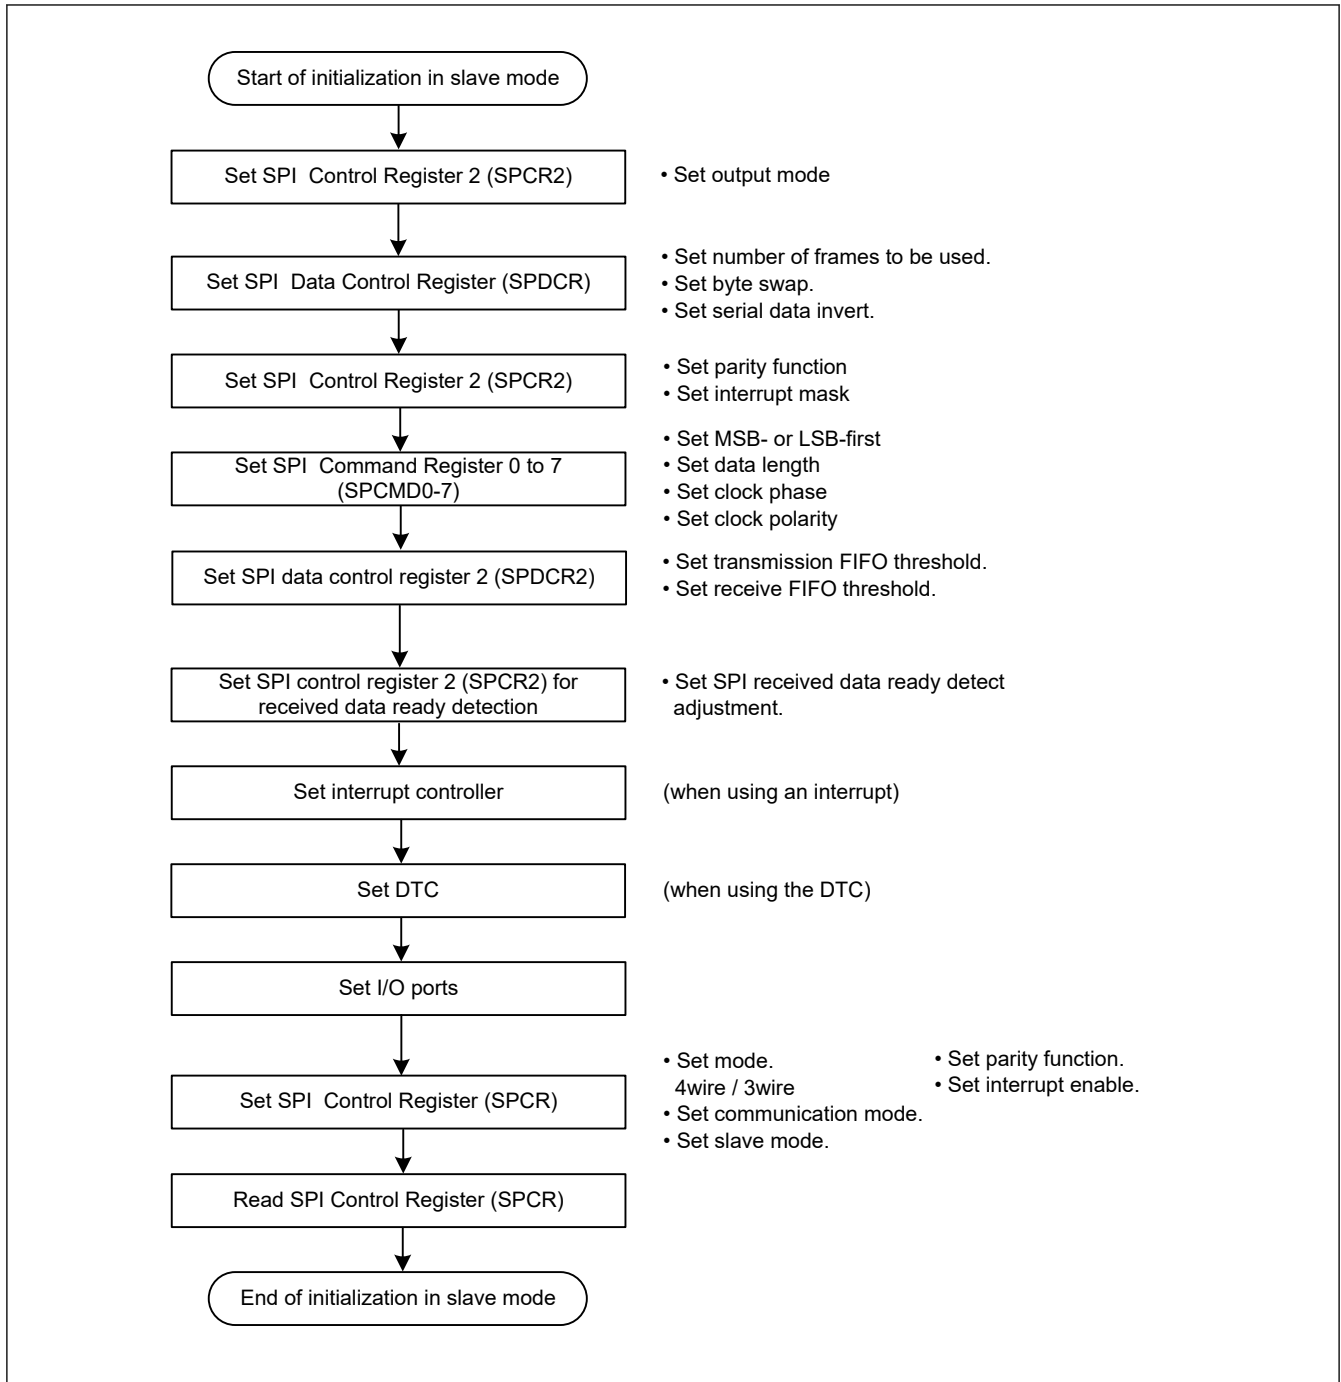 Start of initialization in slave mode
Set SPI  Control Register 2 (SPCR2)
• Set output mode
Set SPI  Data Control Register (SPDCR)
• Set number of frames to be used.
• Set byte swap.
• Set serial data invert.
Set SPI  Control Register 2 (SPCR2)
• Set parity function
• Set interrupt mask
Set SPI  Command Register 0 to 7
(SPCMD0-7)
• Set MSB- or LSB-first
• Set data length
• Set clock phase
• Set clock polarity
Set SPI data control register 2 (SPDCR2)
• Set transmission FIFO threshold.
• Set receive FIFO threshold.
Set SPI control register 2 (SPCR2) for
received data ready detection
• Set SPI received data ready detect
adjustment.
Set interrupt controller
(when using an interrupt)
Set DTC
(when using the DTC)
Set I/O ports
Set SPI  Control Register (SPCR)
• Set mode.
4wire / 3wire
• Set communication mode.
• Set slave mode.
• Set parity function.
• Set interrupt enable.
Read SPI Control Register (SPCR)
End of initialization in slave mode